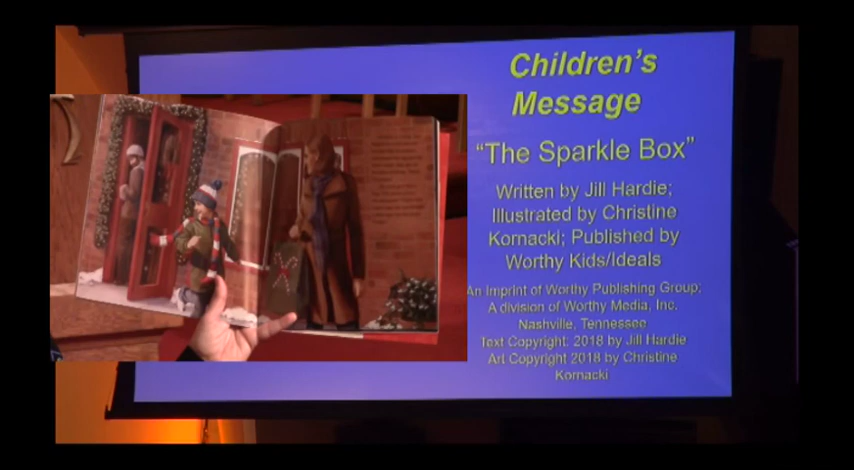 Children's
Message
"The Sparkle Box"
Written by Jill Hardie;
Illustrated by Christine
Kornacki; Published by
Worthy Kids/Ideals
An Imprint of Worthy Publishing Group;
A division of Worthy Media, Inc.
Nashville, Tennessee
Text Copyright: 2018 by Jill Hardie
Art Copyright 2018 by Christine
Kornacki